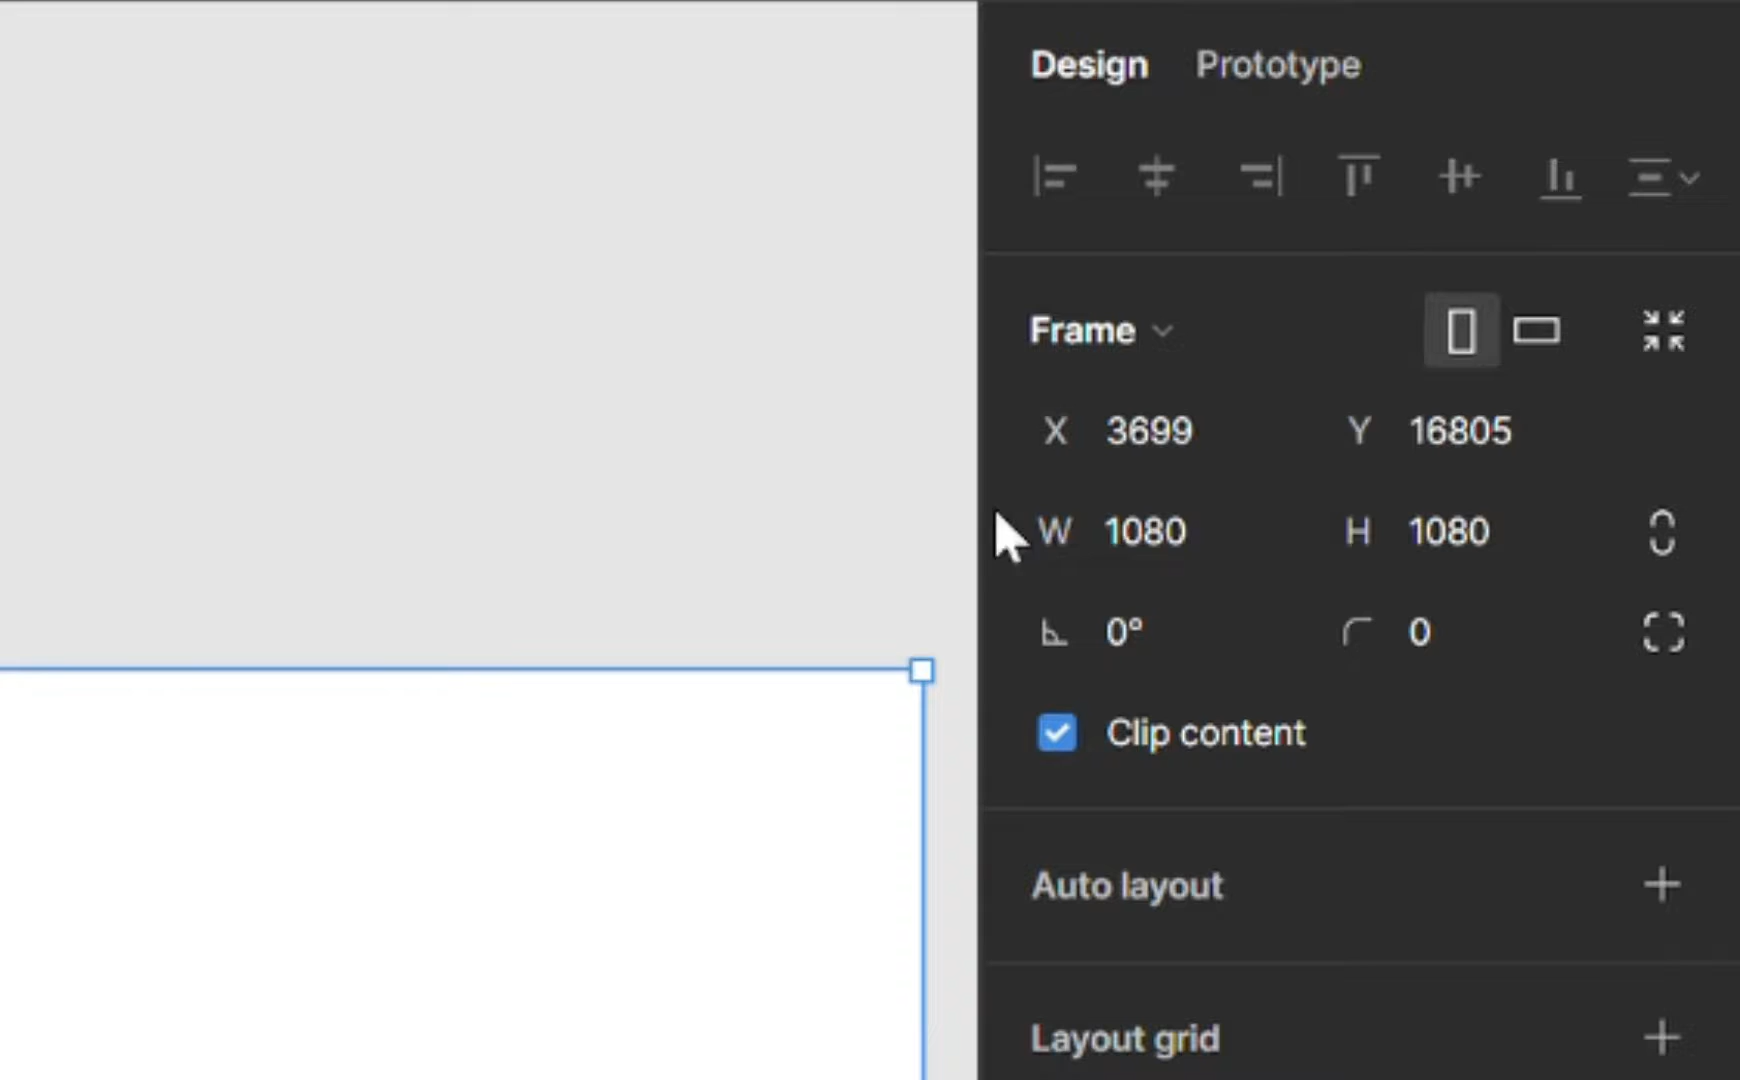 Design Prototype
Frame
X 3699 Y 16805
W 1080 H 1080
0° 0
Clip content
Auto layout
Layout grid